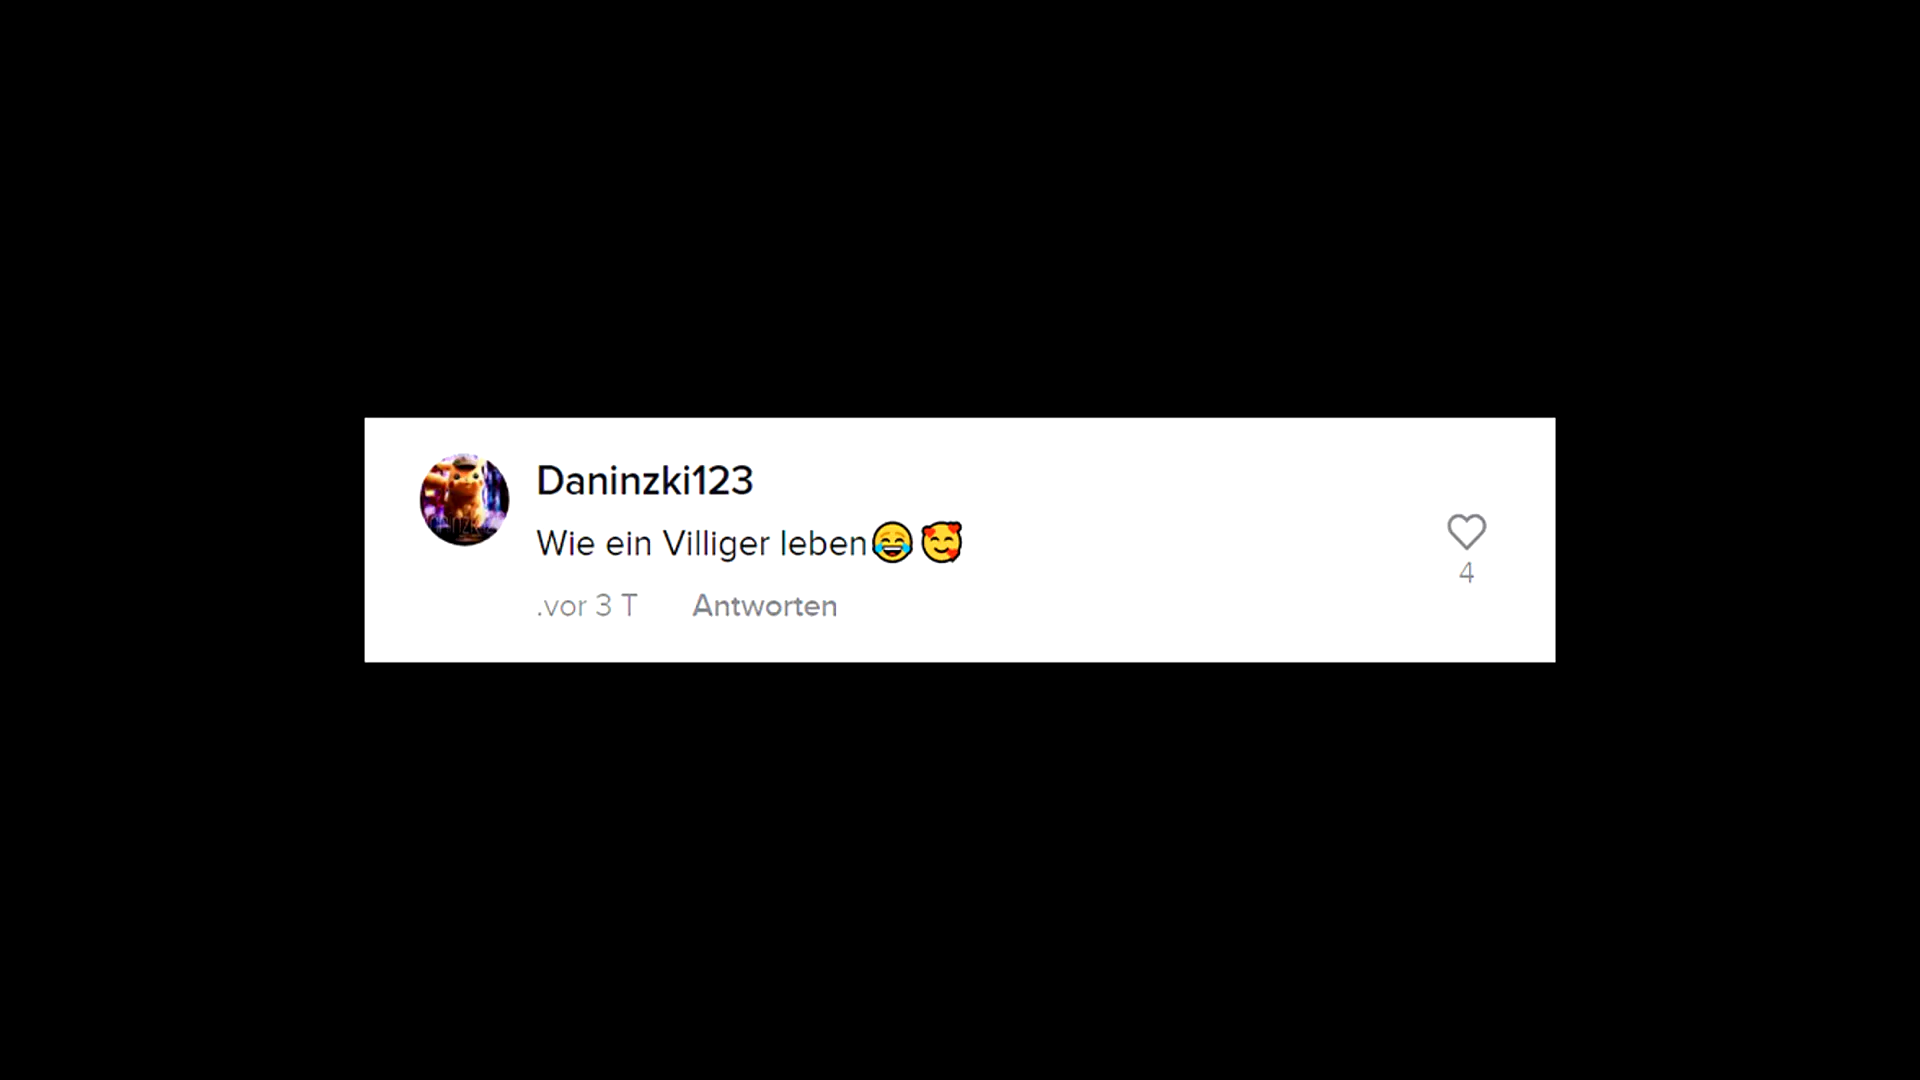 Daninzki123
Wie ein Villiger leben😂🥰
.vor 3 T Antworten
4